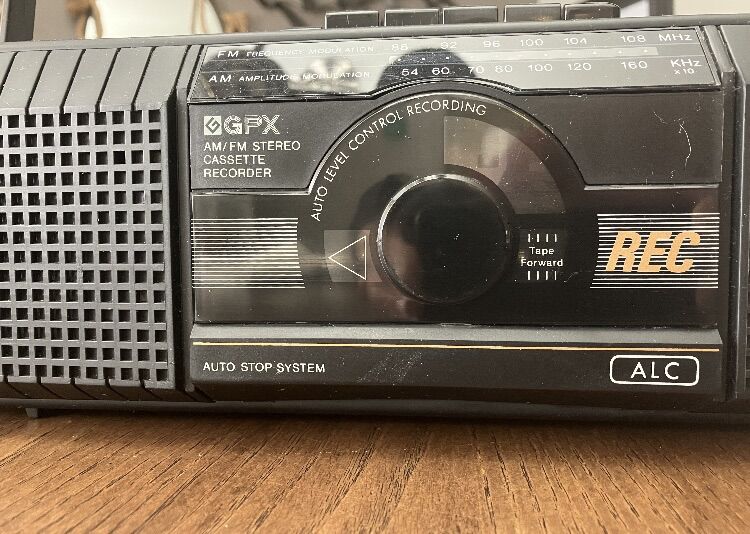 FM FREQUENCY MODULATION 88 92 96 100 104 108 MHz
AM AMPLITUDE MODULATION 54 60 70 80 100 120 160 KHz
x 10
GPX
AM/FM STEREO
CASSETTE
RECORDER
AUTO LEVEL CONTROL RECORDING
Tape
Forward
REC
AUTO STOP SYSTEM
ALC